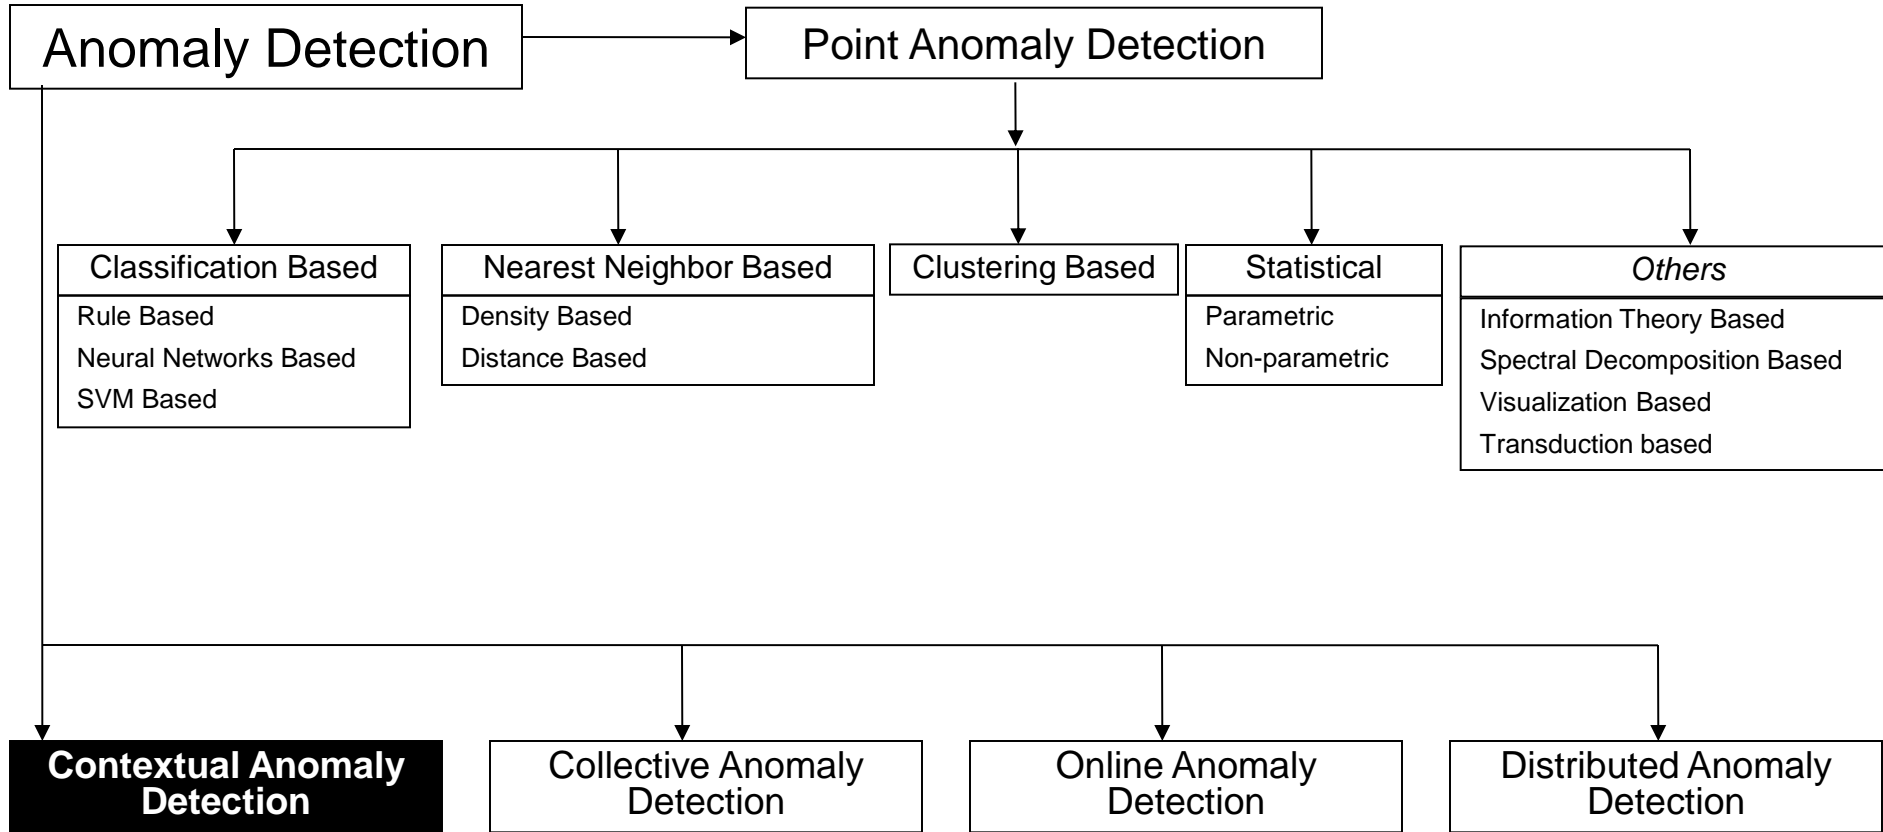 Anomaly Detection
Point Anomaly Detection
Classification Based
Rule Based
Neural Networks Based
SVM Based
Nearest Neighbor Based
Density Based
Distance Based
Clustering Based
Statistical
Parametric
Non-parametric
Others
Information Theory Based
Spectral Decomposition Based
Visualization Based
Transduction based
Contextual Anomaly
Detection
Collective Anomaly
Detection
Online Anomaly
Detection
Distributed Anomaly
Detection